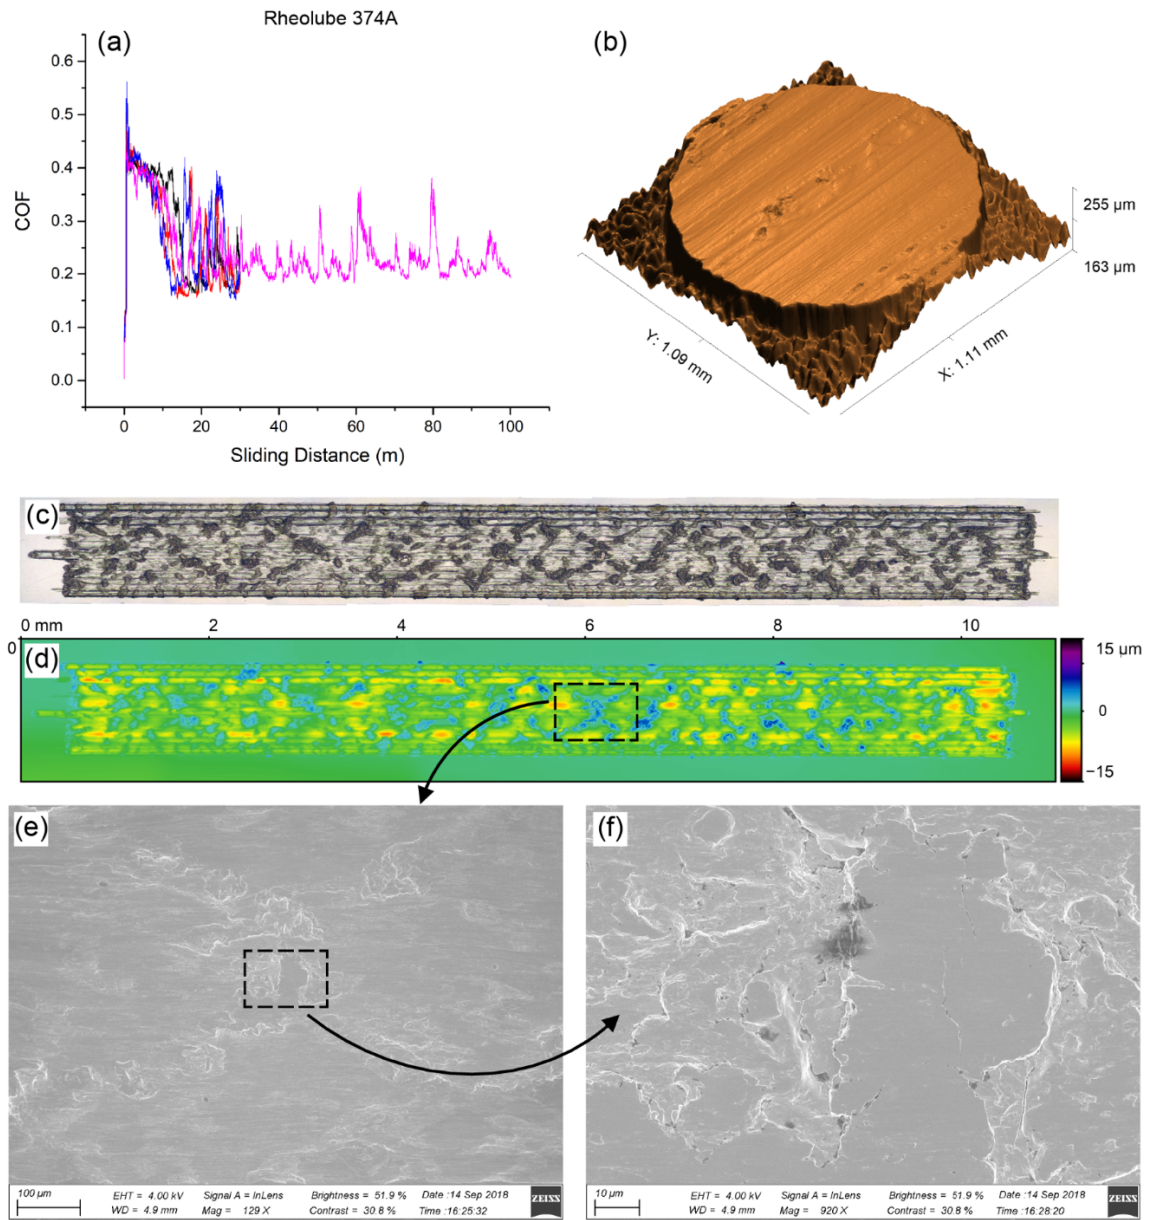 Rheolube 374A
(a)
0.6
0.5
0.4
0.3
0.2
0.1
0.0
COF
0 20 40 60 80 100
Sliding Distance (m)
(b)
255 µm
163 µm
Y: 1.09 mm
X: 1.11 mm
(c)
0 mm 2 4 6 8 10
0
(d)
15 µm
0
−15
(e)
100 µm
EHT = 4.00 kV Signal A = InLens Brightness = 51.9 % Date :14 Sep 2018
WD = 4.9 mm Mag = 129 X Contrast = 30.8 % Time :16:25:32
ZEISS
(f)
10 µm
EHT = 4.00 kV Signal A = InLens Brightness = 51.9 % Date :14 Sep 2018
WD = 4.9 mm Mag = 920 X Contrast = 30.8 % Time :16:28:20
ZEISS